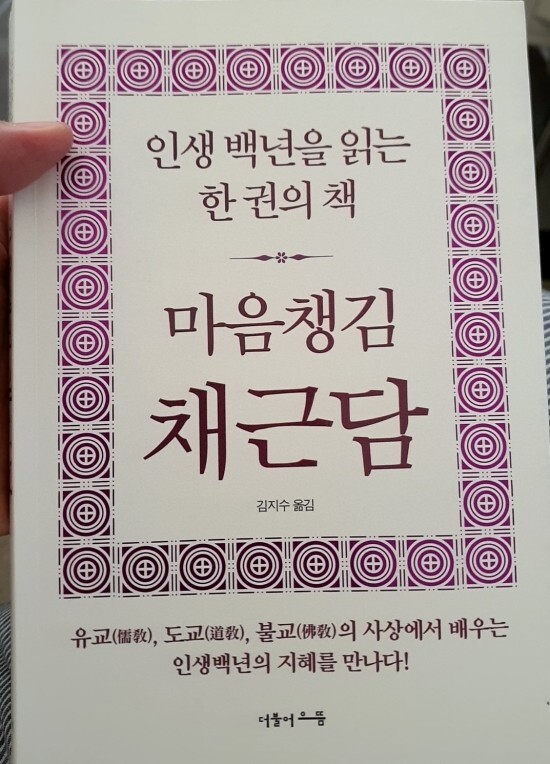 인생 백년을 읽는
한 권의 책
마음챙김
채근담
김지수 옮김
유교(儒敎), 도교(道敎), 불교(佛敎)의 사상에서 배우는
인생백년의 지혜를 만나다!
더불어 으뜸